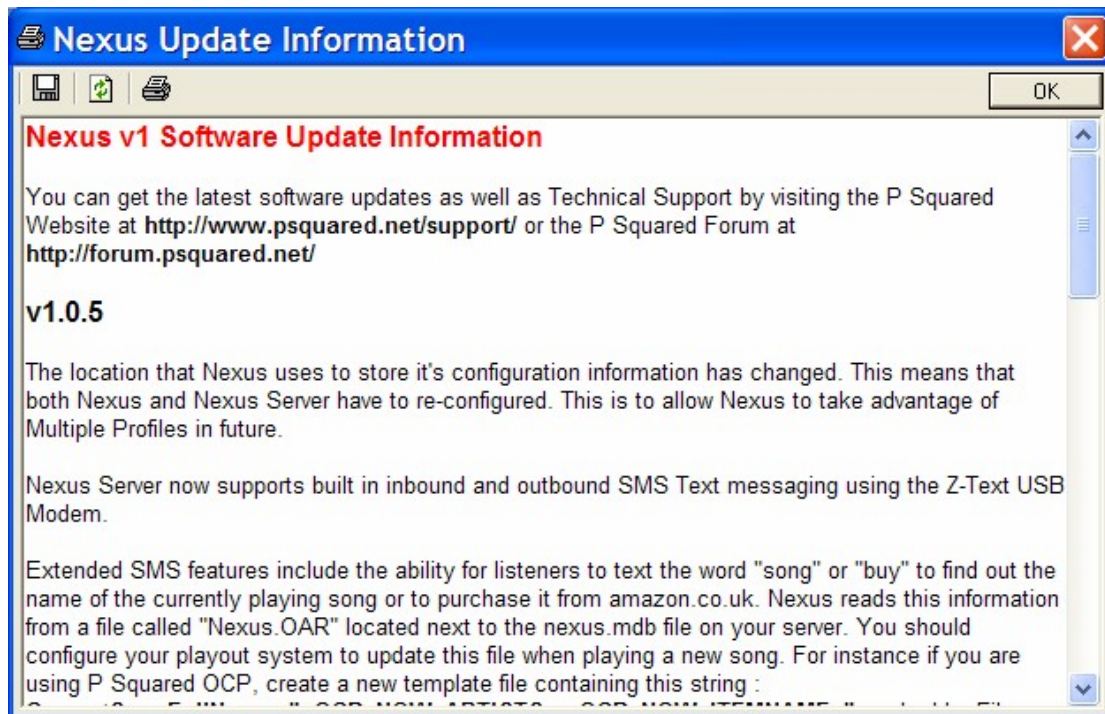 Nexus Update Information
OK
Nexus v1 Software Update Information
You can get the latest software updates as well as Technical Support by visiting the P Squared
Website at http://www.psquared.net/support/ or the P Squared Forum at
http://forum.psquared.net/
v1.0.5
The location that Nexus uses to store it's configuration information has changed. This means that
both Nexus and Nexus Server have to re-configured. This is to allow Nexus to take advantage of
Multiple Profiles in future.
Nexus Server now supports built in inbound and outbound SMS Text messaging using the Z-Text USB
Modem.
Extended SMS features include the ability for listeners to text the word "song" or "buy" to find out the
name of the currently playing song or to purchase it from amazon.co.uk. Nexus reads this information
from a file called "Nexus.OAR" located next to the nexus.mdb file on your server. You should
configure your playout system to update this file when playing a new song. For instance if you are
using P Squared OCP, create a new template file containing this string :